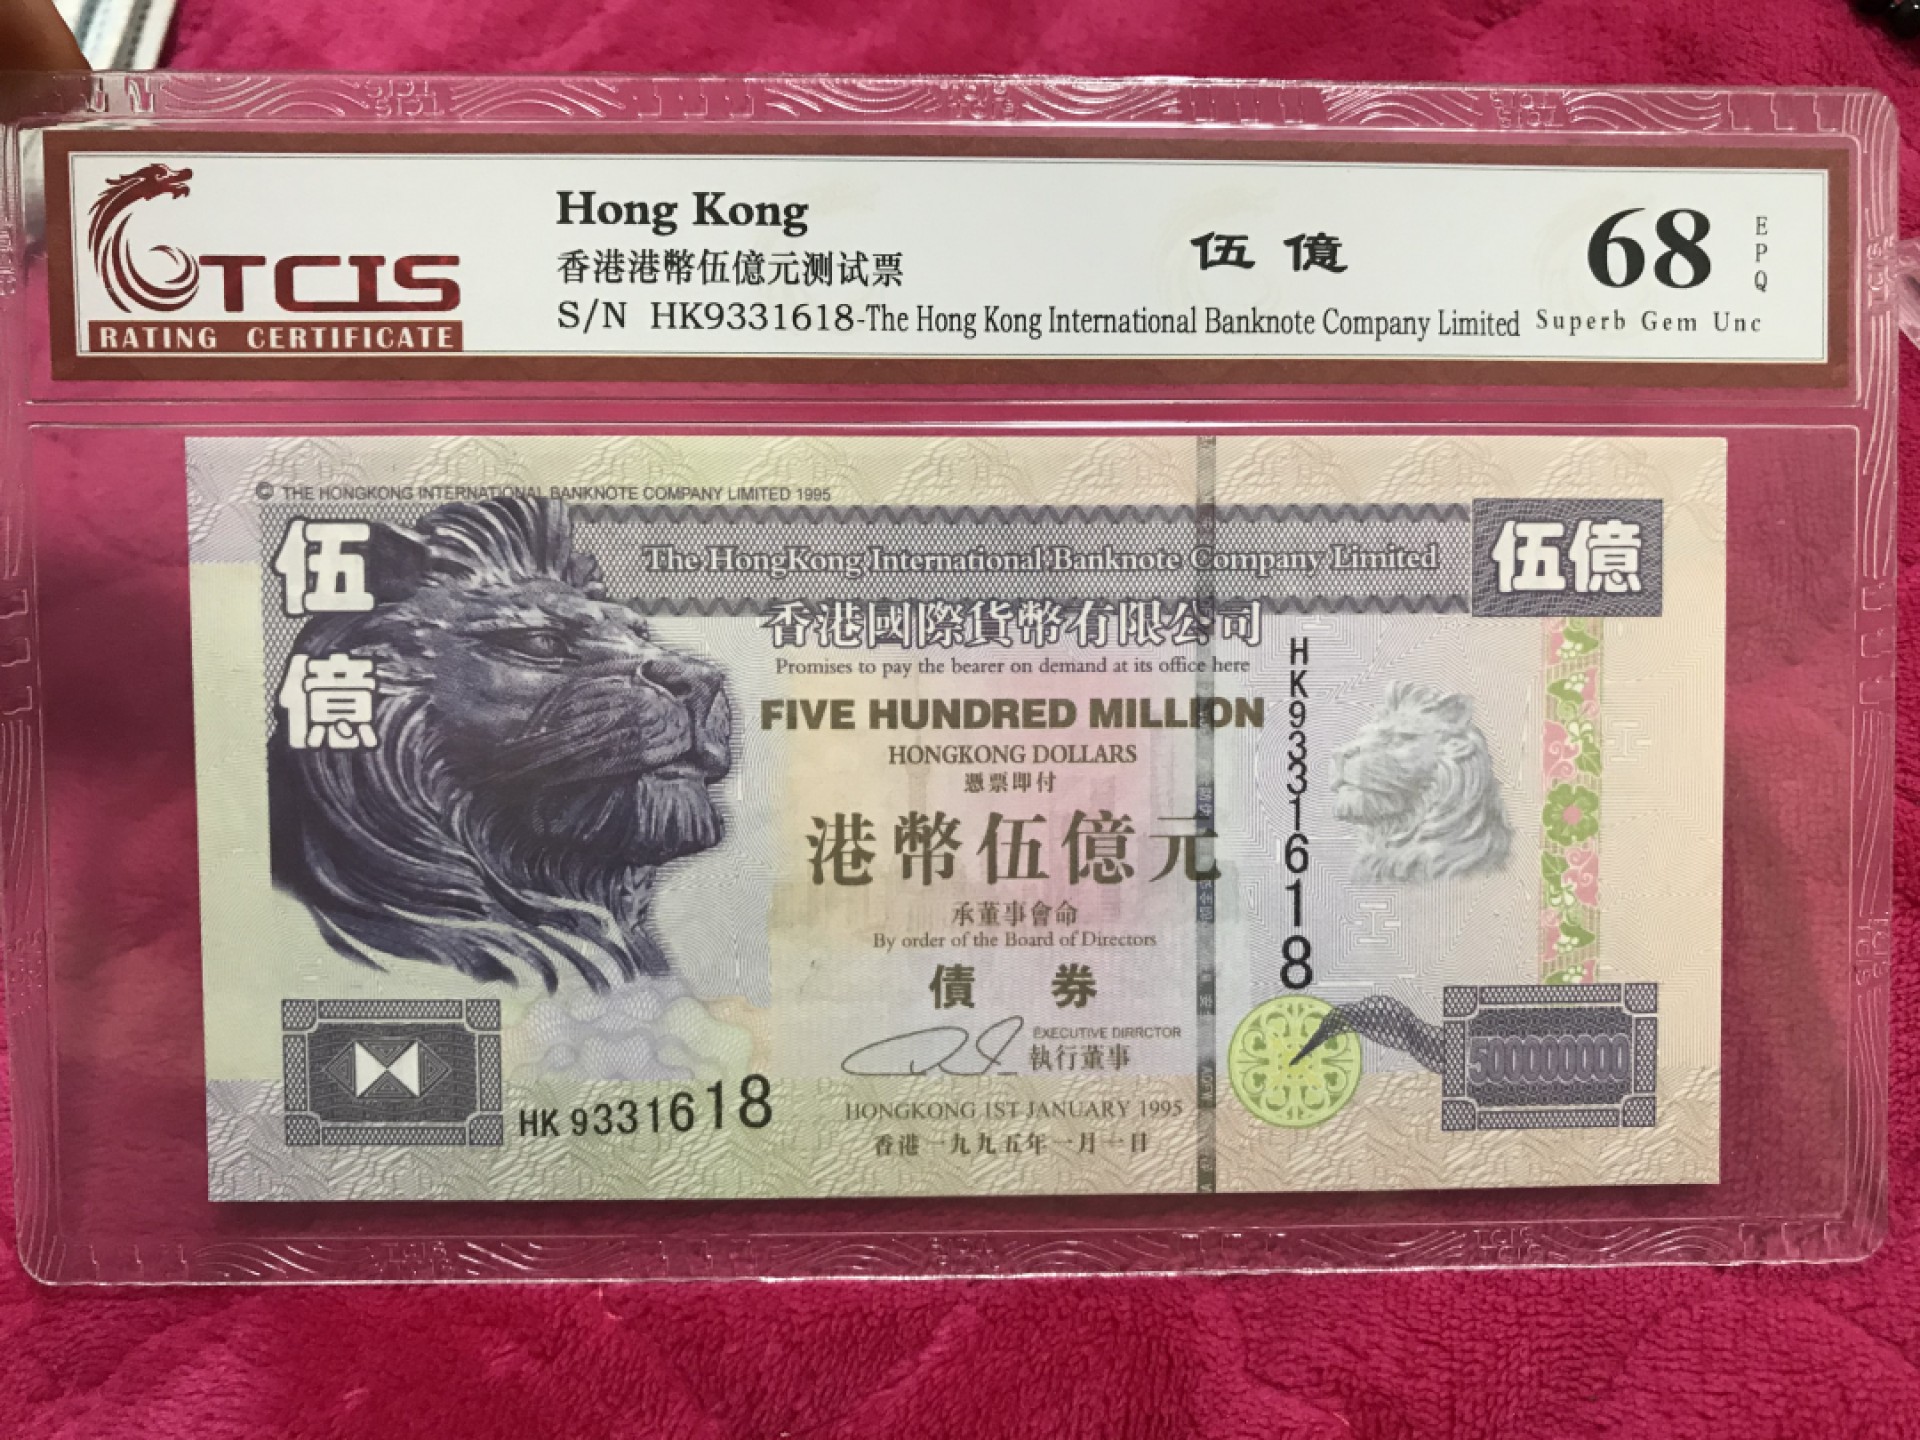 TCIS
RATING CERTIFICATE
Hong Kong
香港港幣伍億元测试票
S/N HK9331618-The Hong Kong International Banknote Company Limited
伍億
68
EPQ
Superb Gem Unc
© THE HONGKONG INTERNATIONAL BANKNOTE COMPANY LIMITED 1995
伍億
The HongKong International Banknote Company Limited
伍億
香港國際貨幣有限公司
Promises to pay the bearer on demand at its office here
FIVE HUNDRED MILLION
HONGKONG DOLLARS
憑票即付
港幣伍億元
承董事會命
By order of the Board of Directors
債券
EXECUTIVE DIRRCTOR
執行董事
HONGKONG 1ST JANUARY 1995
香港一九九五年一月一日
HK 9331618
HK9331618
500000000